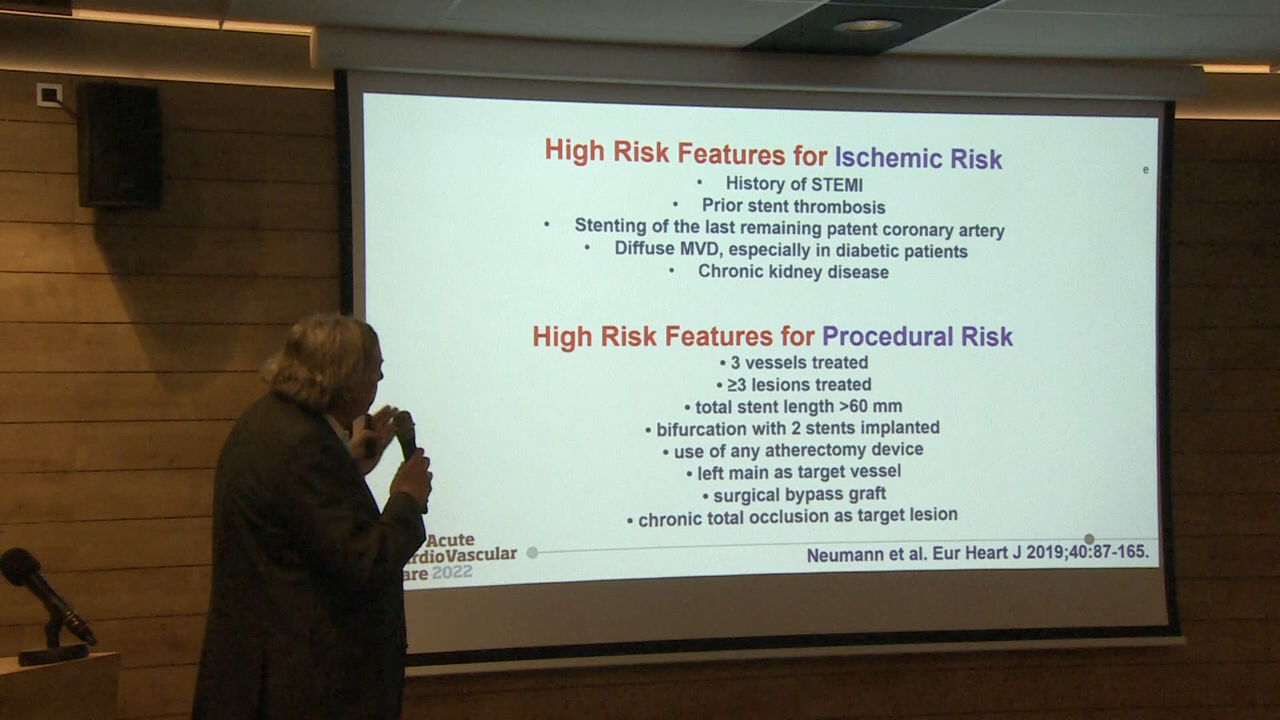 High Risk Features for Ischemic Risk
e
• History of STEMI
• Prior stent thrombosis
• Stenting of the last remaining patent coronary artery
• Diffuse MVD, especially in diabetic patients
• Chronic kidney disease
High Risk Features for Procedural Risk
• 3 vessels treated
• ≥3 lesions treated
• total stent length >60 mm
• bifurcation with 2 stents implanted
• use of any atherectomy device
• left main as target vessel
• surgical bypass graft
• chronic total occlusion as target lesion
Acute
rdioVascular
are 2022
Neumann et al. Eur Heart J 2019;40:87-165.